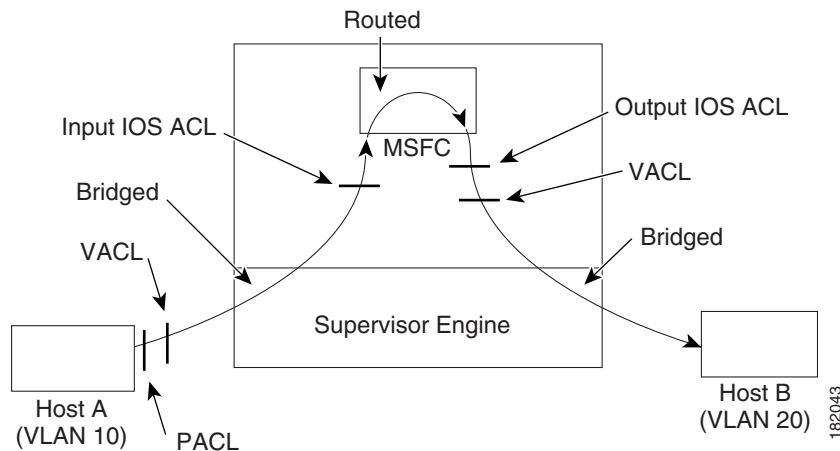 Routed
Input IOS ACL
Output IOS ACL
MSFC
VACL
Bridged
Bridged
VACL
Supervisor Engine
Host A
(VLAN 10)
PACL
Host B
(VLAN 20)
182043